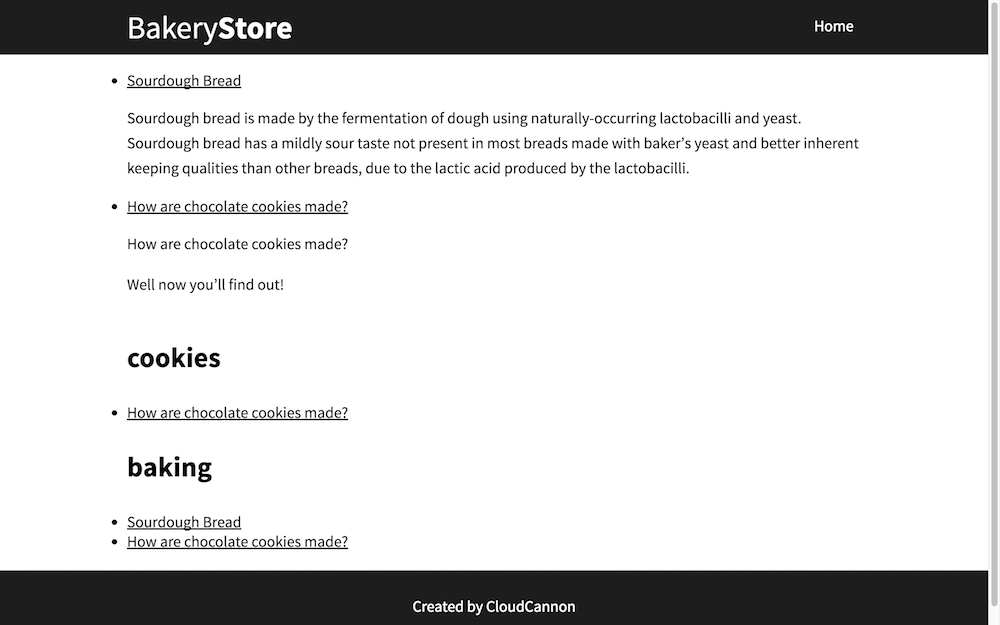 BakeryStore
Home
Sourdough Bread
Sourdough bread is made by the fermentation of dough using naturally-occurring lactobacilli and yeast.
Sourdough bread has a mildly sour taste not present in most breads made with baker’s yeast and better inherent
keeping qualities than other breads, due to the lactic acid produced by the lactobacilli.
How are chocolate cookies made?
How are chocolate cookies made?
Well now you’ll find out!
cookies
How are chocolate cookies made?
baking
Sourdough Bread
How are chocolate cookies made?
Created by CloudCannon